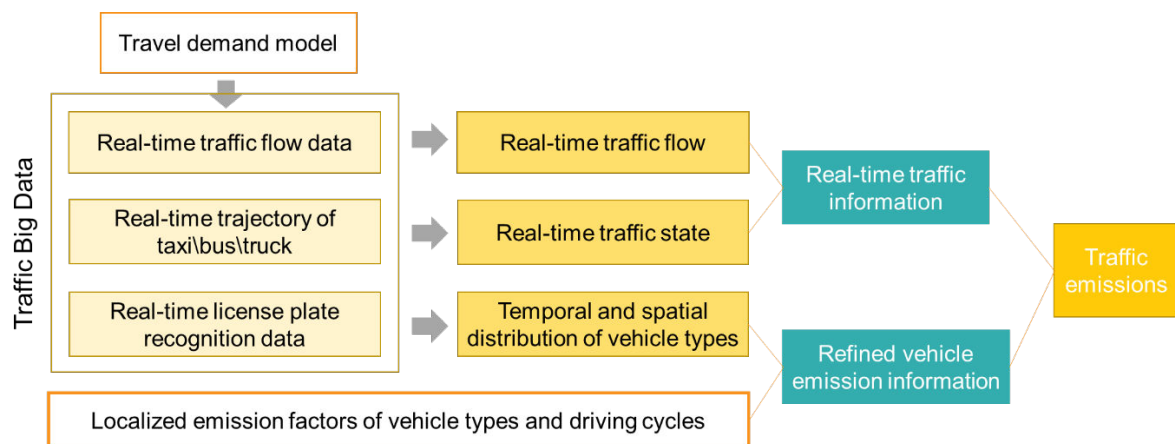 Travel demand model
Traffic Big Data
Real-time traffic flow data
Real-time traffic flow
Real-time trajectory of
taxi\bus\truck
Real-time traffic state
Real-time license plate
recognition data
Temporal and spatial
distribution of vehicle types
Localized emission factors of vehicle types and driving cycles
Real-time traffic
information
Refined vehicle
emission information
Traffic
emissions